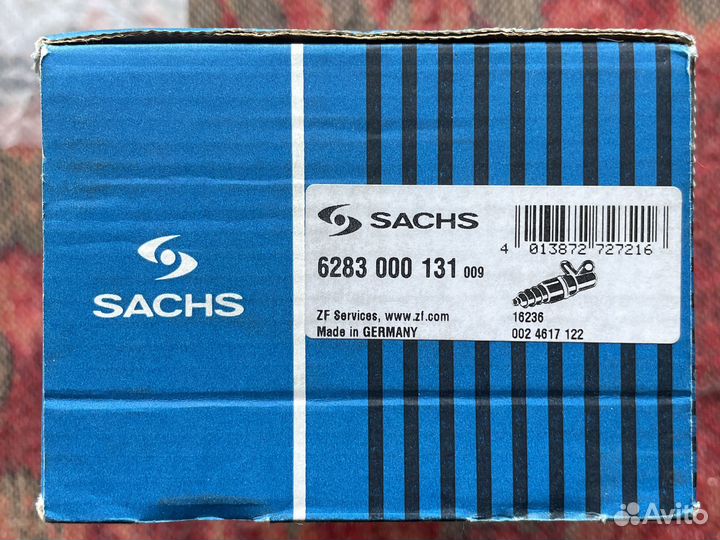 SACHS
SACHS
4 013872 727216
6283 000 131 009
ZF Services, www.zf.com
Made in GERMANY
16236
002 4617 122
Avito